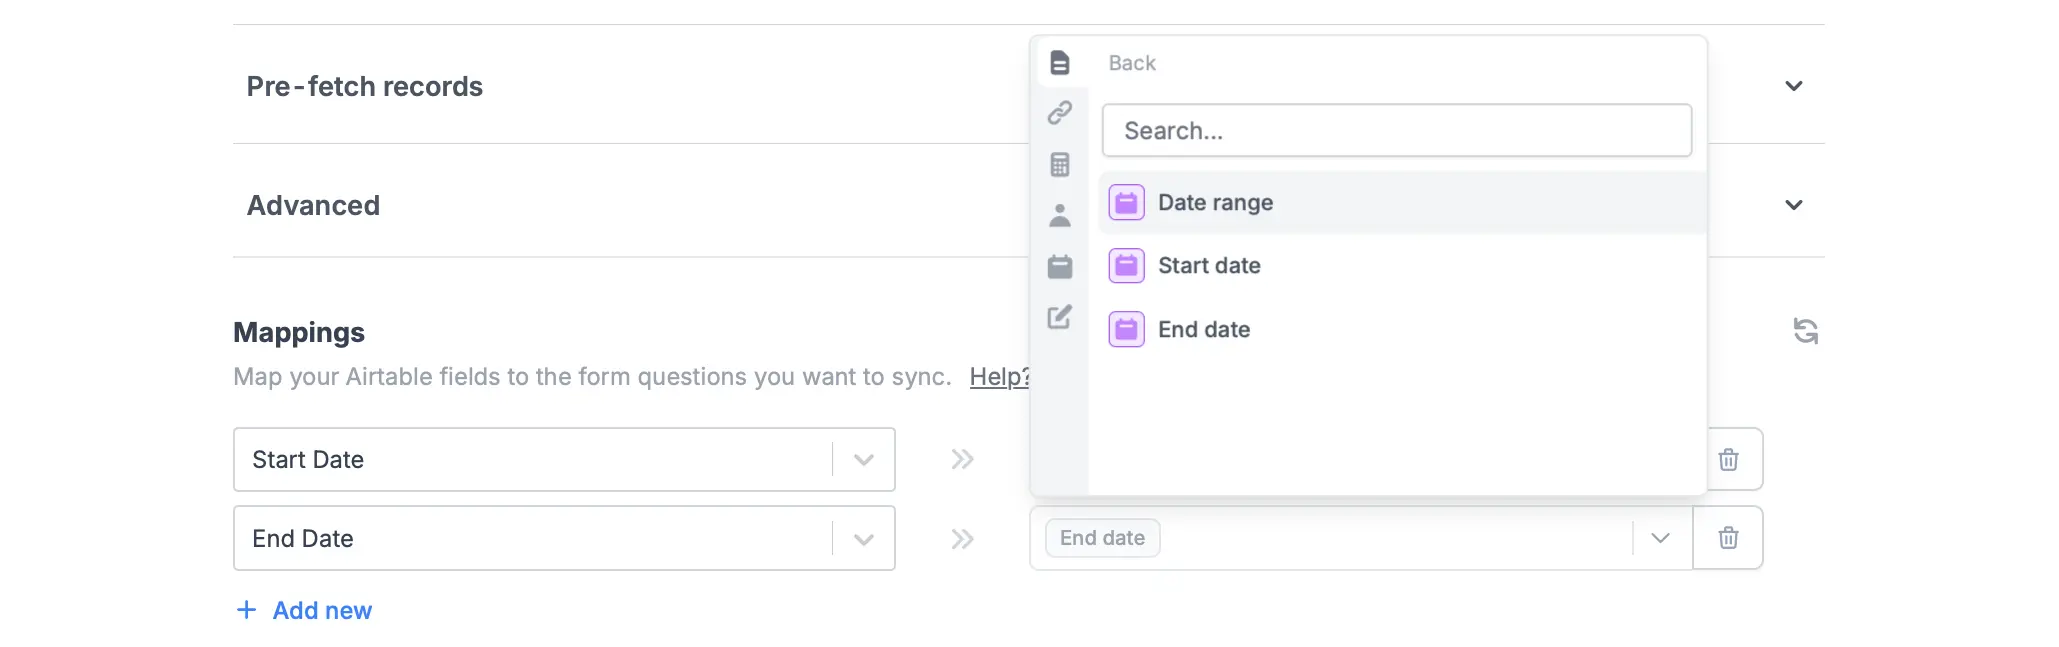 Pre-fetch records
Advanced
Back
Search...
Date range
Start date
End date
Mappings
Map your Airtable fields to the form questions you want to sync. Help?
Start Date
End Date
End date
Add new